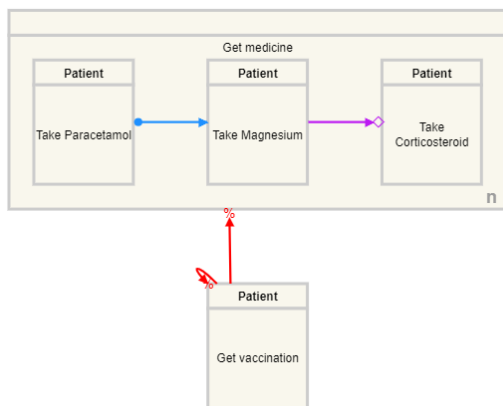 Get medicine
Patient
Patient
Patient
Take Paracetamol
Take Magnesium
Take
Corticosteroid
n
%
%
Patient
Get vaccination